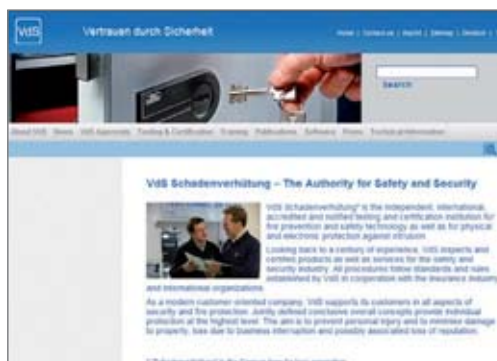 VdS
Vertrauen durch Sicherheit
Home | Contact us | Imprint | Sitemap | Deutsch |
Search
About VdS News VdS Approvals Testing & Certification Training Publications Software Press Technical Information
VdS Schadenverhütung – The Authority for Safety and Security
VdS Schadenverhütung* is the independent, international,
accredited and notified testing and certification institution for
fire prevention and safety technology as well as for physical
and electronic protection against intrusion.
Looking back to a century of experience, VdS inspects and
certifies products as well as services for the safety and
security industry. All procedures follow standards and rules
established by VdS in cooperation with the insurance industry
and international organizations.
As a modern customer-oriented company, VdS supports its customers in all aspects of
security and fire protection. Jointly defined conclusive overall concepts provide individual
protection at the highest level. The aim is to prevent personal injury and to minimise damage
to property, loss due to business interruption and possibly associated loss of reputation.